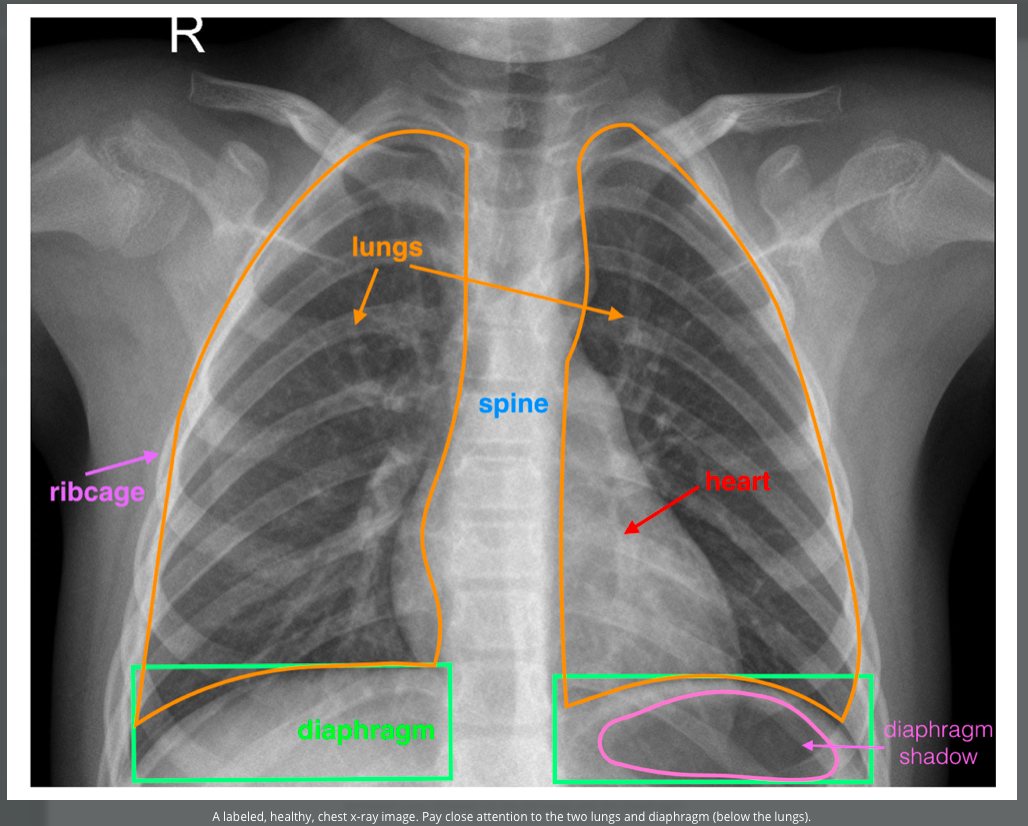 R
lungs
spine
heart
ribcage
diaphragm
diaphragm
shadow
A labeled, healthy, chest x-ray image. Pay close attention to the two lungs and diaphragm (below the lungs).